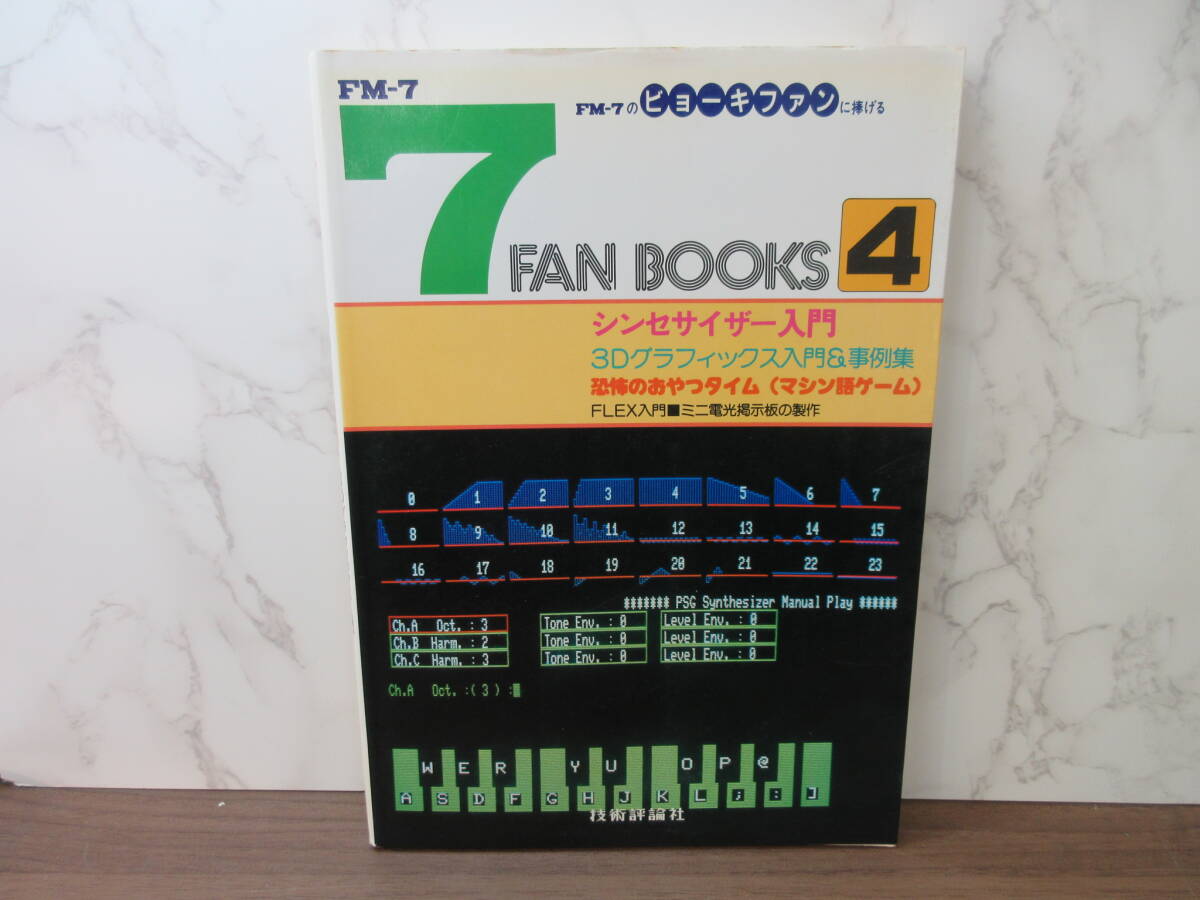 FM-7
FM-7のビョーキファンに捧げる
7
FAN BOOKS 4
シンセサイザー入門
3Dグラフィックス入門&事例集
恐怖のおやつタイム(マシン語ゲーム)
FLEX入門■ミニ電光掲示板の製作
0 1 2 3 4 5 6 7
8 9 10 11 12 13 14 15
16 17 18 19 20 21 22 23
******* PSG Synthesizer Manual Play ******
Ch.A Oct. : 3 Tone Env. : 0 Level Env. : 0
Ch.B Harm. : 2 Tone Env. : 0 Level Env. : 0
Ch.C Harm. : 3 Tone Env. : 0 Level Env. : 0
Ch.A Oct. :( 3 ) :
W E R Y U O P @
A S D F G H J K L ; : ]
技術評論社